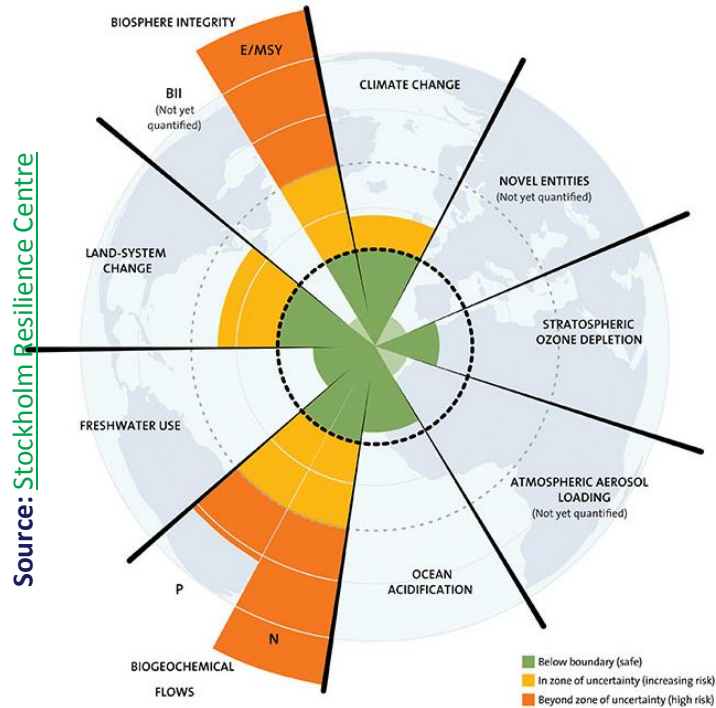 BIOSPHERE INTEGRITY
E/MSY
BII
(Not yet
quantified)
CLIMATE CHANGE
NOVEL ENTITIES
(Not yet quantified)
LAND-SYSTEM
CHANGE
STRATOSPHERIC
OZONE DEPLETION
FRESHWATER USE
ATMOSPHERIC AEROSOL
LOADING
(Not yet quantified)
OCEAN
ACIDIFICATION
P
N
BIOGEOCHEMICAL
FLOWS
Below boundary (safe)
In zone of uncertainty (increasing risk)
Beyond zone of uncertainty (high risk)
Source: Stockholm Resilience Centre